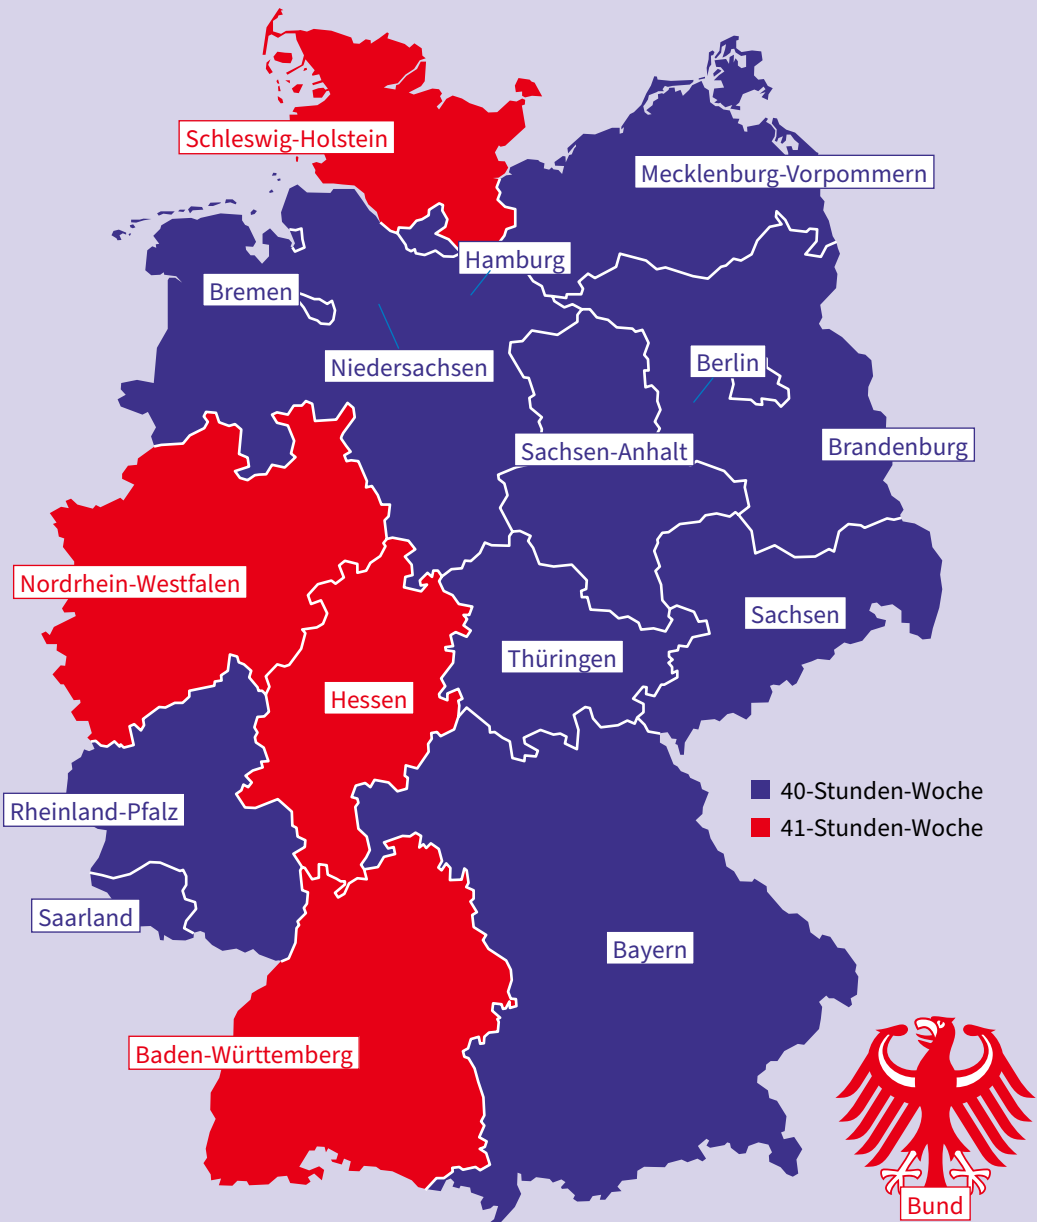 Schleswig-Holstein
Mecklenburg-Vorpommern
Hamburg
Bremen
Niedersachsen
Berlin
Sachsen-Anhalt
Brandenburg
Nordrhein-Westfalen
Sachsen
Thüringen
Hessen
40-Stunden-Woche
Rheinland-Pfalz
41-Stunden-Woche
Saarland
Bayern
Baden-Württemberg
Bund